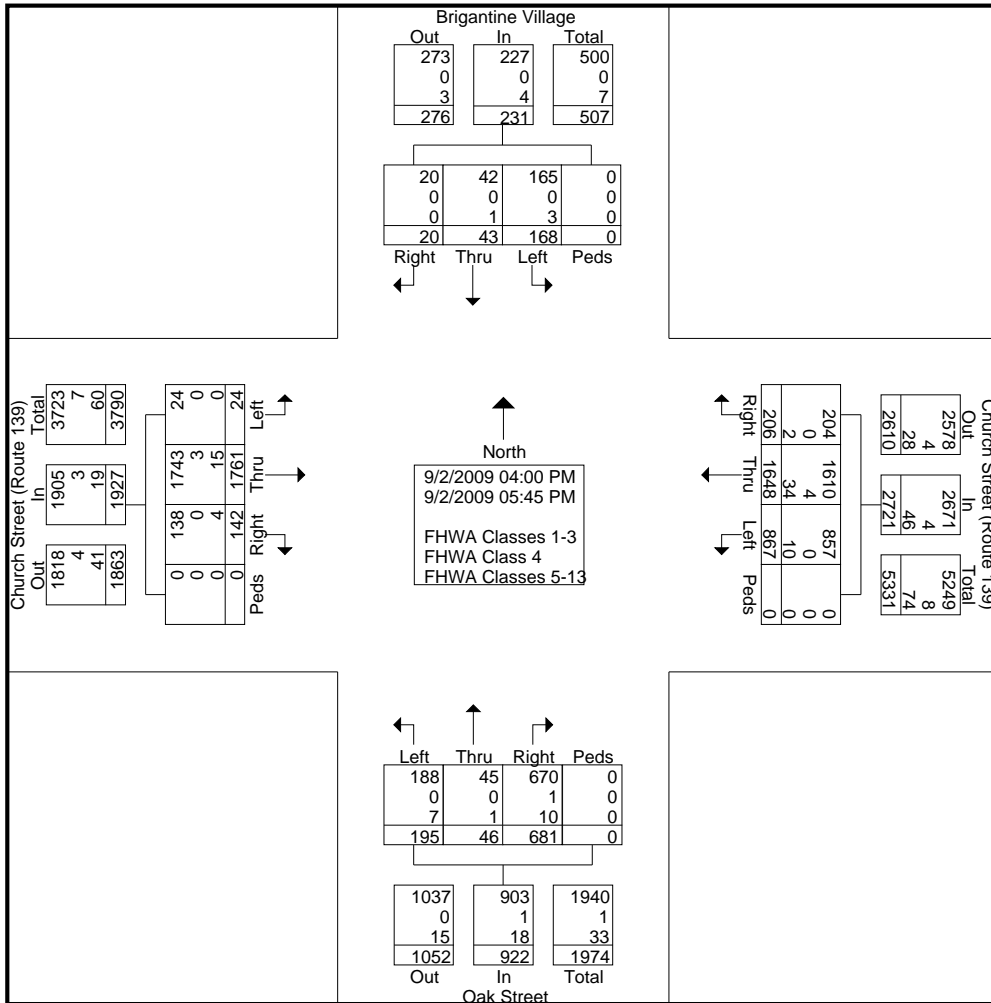 Brigantine Village
Out In Total
273 227 500
0 0 0
3 4 7
276 231 507
20 42 165 0
0 0 0 0
0 1 3 0
20 43 168 0
Right Thru Left Peds
Church Street (Route 139)
Total In Out
3723 7 60 3790
1905 3 19 1927
1818 4 41 1863
Left 24 0 0 24
Thru 1743 3 15 1761
Right 138 0 4 142
Peds 0 0
North
9/2/2009 04:00 PM
9/2/2009 05:45 PM
FHWA Classes 1-3
FHWA Class 4
FHWA Classes 5-13
Right 204 0 2 206
Thru 1610 4 34 1648
Left 857 0 10 867
Peds 0 0 0 0
Church Street (Route 139)
Out 2578 4 28 2610
In 2671 4 46 2721
Total 5249 8 74 5331
Left Thru Right Peds
188 45 670 0
0 0 1 0
7 1 10 0
195 46 681 0
1037 903 1940
0 1 1
15 18 33
1052 922 1974
Out In Total
Oak Street